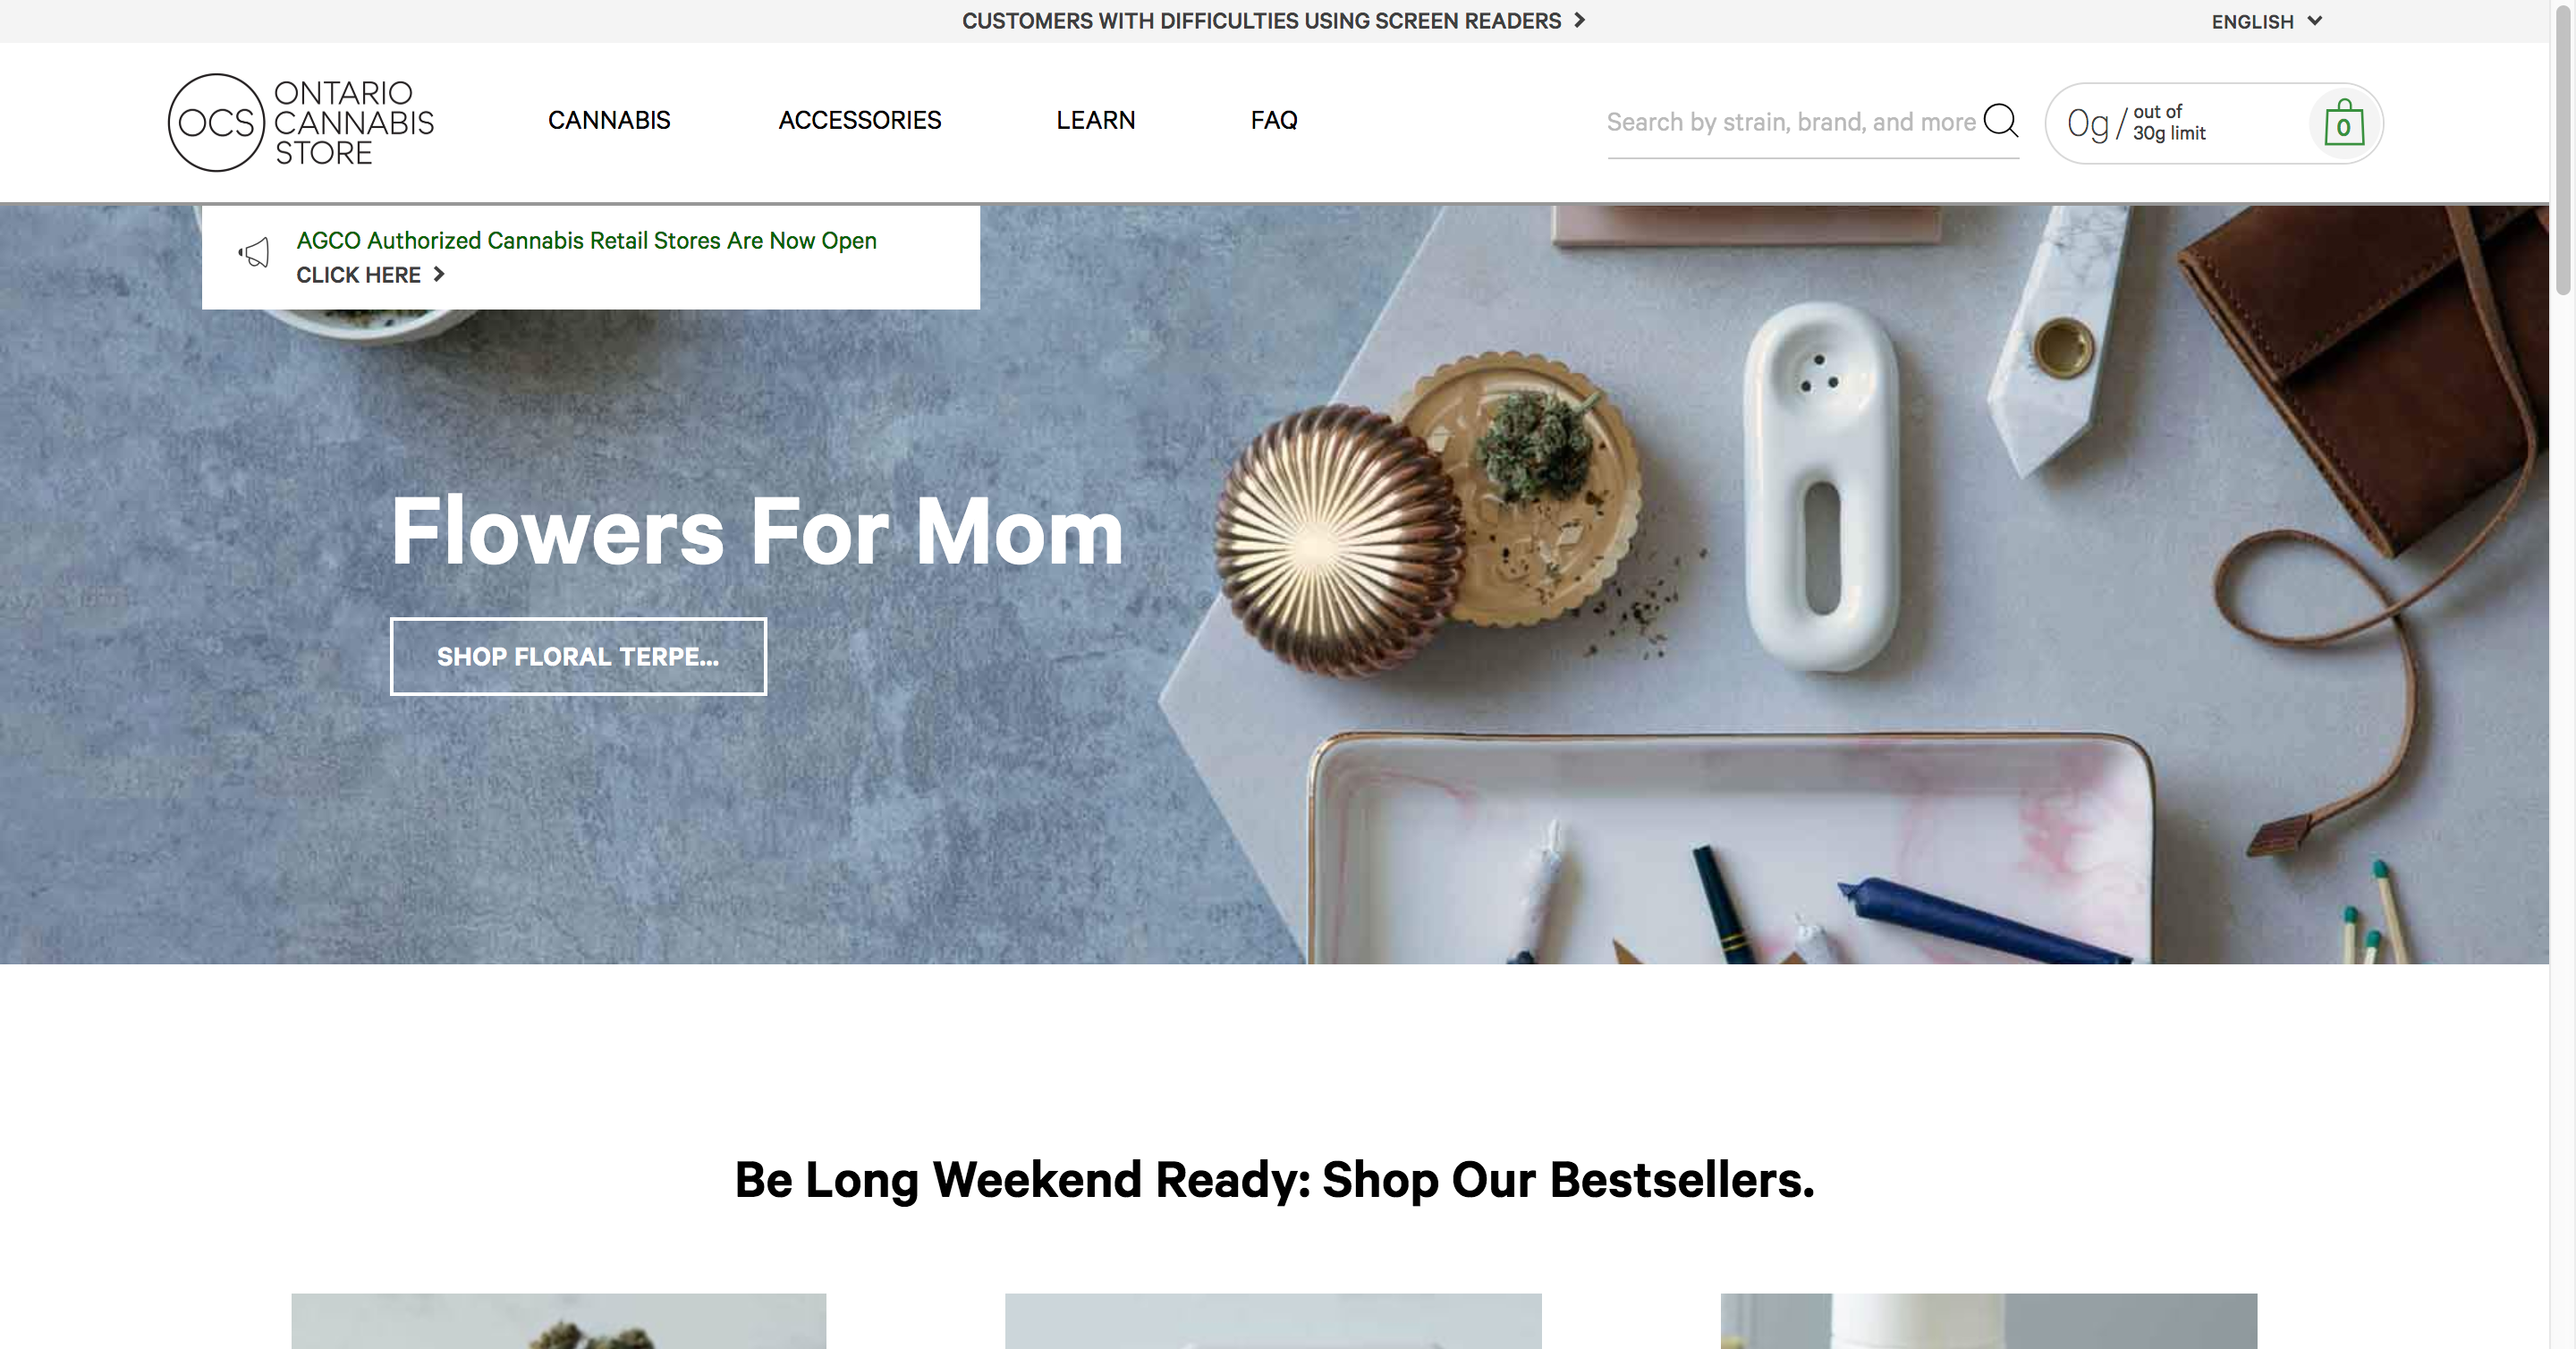 CUSTOMERS WITH DIFFICULTIES USING SCREEN READERS
ENGLISH
OCS
ONTARIO
CANNABIS
STORE
CANNABIS
ACCESSORIES
LEARN
FAQ
Search by strain, brand, and more
0g/
out of
30g limit
0
AGCO Authorized Cannabis Retail Stores Are Now Open
CLICK HERE
Flowers For Mom
SHOP FLORAL TERPE...
Be Long Weekend Ready: Shop Our Bestsellers.